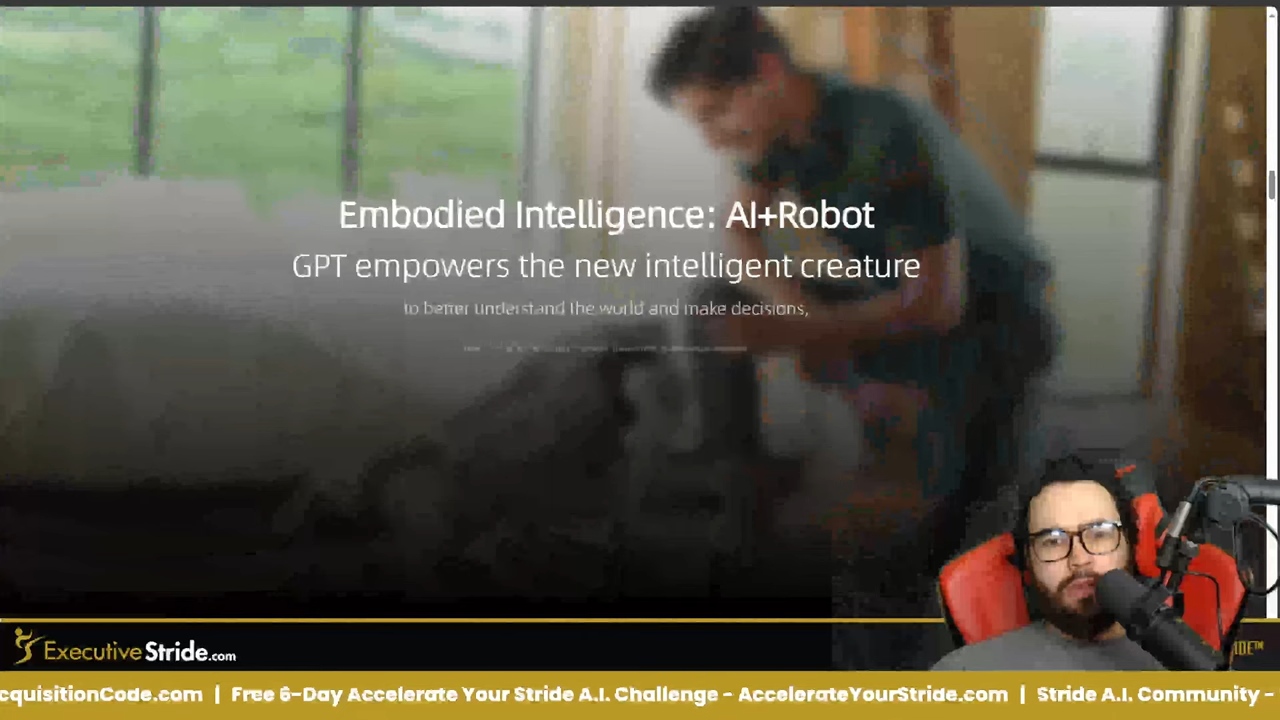 Embodied Intelligence: AI+Robot
GPT empowers the new intelligent creature
to better understand the world and make decisions,
ExecutiveStride.com
IDE™
cquisitionCode.com | Free 6-Day Accelerate Your Stride A.I. Challenge - AccelerateYourStride.com | Stride A.I. Community -